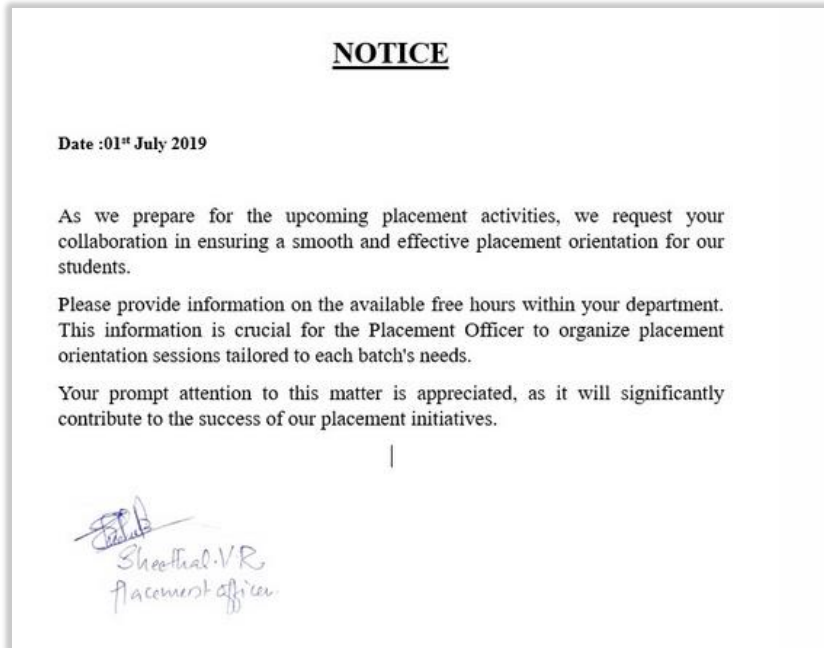 NOTICE
Date :01st July 2019
As we prepare for the upcoming placement activities, we request your
collaboration in ensuring a smooth and effective placement orientation for our
students.
Please provide information on the available free hours within your department.
This information is crucial for the Placement Officer to organize placement
orientation sessions tailored to each batch's needs.
Your prompt attention to this matter is appreciated, as it will significantly
contribute to the success of our placement initiatives.
Sheethal.V R
Placement officer